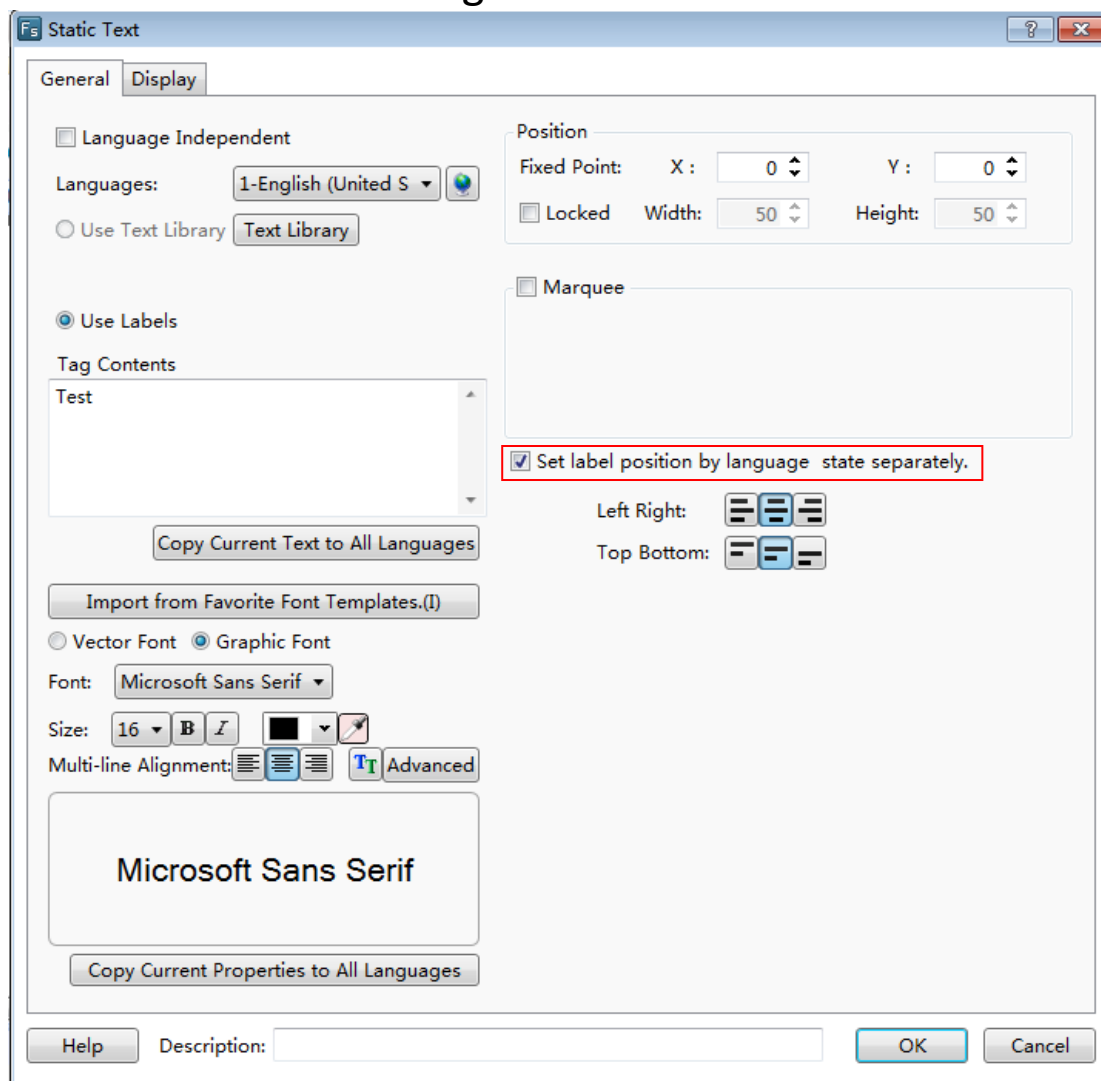 Fs Static Text
General Display
Language Independent
Languages: 1-English (United S
Use Text Library Text Library
Use Labels
Tag Contents
Test
Copy Current Text to All Languages
Import from Favorite Font Templates.(I)
Vector Font Graphic Font
Font: Microsoft Sans Serif
Size: 16 B I
Multi-line Alignment: TT Advanced
Microsoft Sans Serif
Copy Current Properties to All Languages
Position
Fixed Point: X : 0 Y : 0
Locked Width: 50 Height: 50
Marquee
Set label position by language state separately.
Left Right:
Top Bottom:
Help Description: OK Cancel